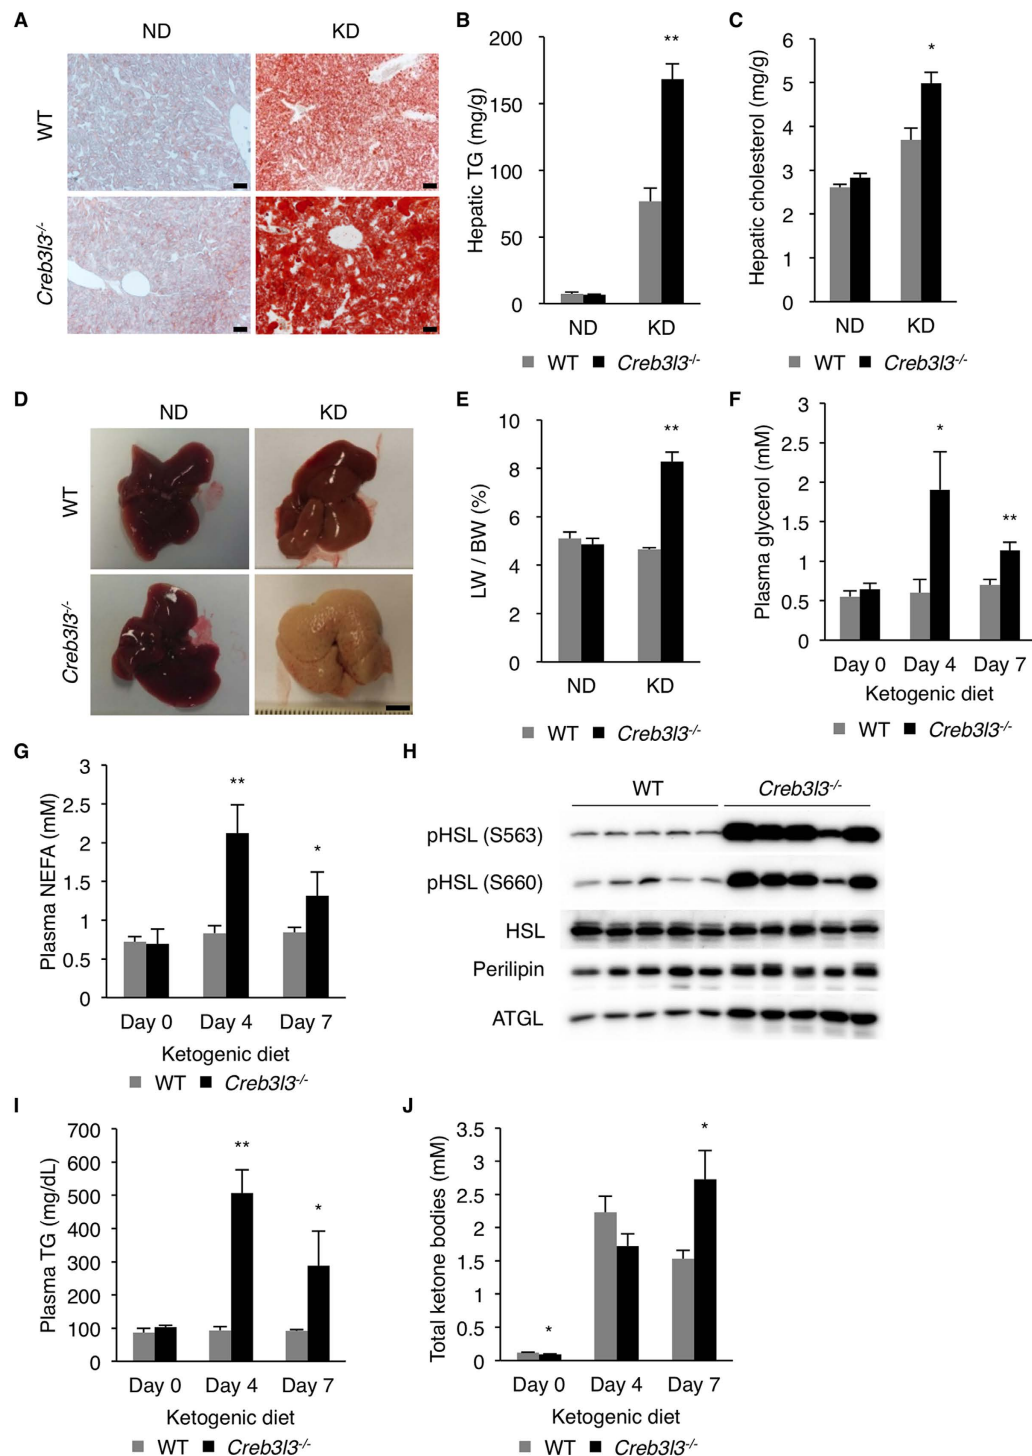 A
ND
KD
WT
Creb3l3-/-
B
Hepatic TG (mg/g)
200
150
100
50
0
**
ND
KD
WT
Creb3l3-/-
C
Hepatic cholesterol (mg/g)
6
5
4
3
2
1
0
*
ND
KD
WT
Creb3l3-/-
D
ND
KD
WT
Creb3l3-/-
E
LW / BW (%)
10
8
6
4
2
0
**
ND
KD
WT
Creb3l3-/-
F
Plasma glycerol (mM)
3
2.5
2
1.5
1
0.5
0
*
**
Day 0 Day 4 Day 7
Ketogenic diet
WT
Creb3l3-/-
G
Plasma NEFA (mM)
3
2.5
2
1.5
1
0.5
0
**
*
Day 0 Day 4 Day 7
Ketogenic diet
WT
Creb3l3-/-
H
WT
Creb3l3-/-
pHSL (S563)
pHSL (S660)
HSL
Perilipin
ATGL
I
Plasma TG (mg/dL)
700
600
500
400
300
200
100
0
**
*
Day 0 Day 4 Day 7
Ketogenic diet
WT
Creb3l3-/-
J
Total ketone bodies (mM)
3.5
3
2.5
2
1.5
1
0.5
0
*
*
Day 0 Day 4 Day 7
Ketogenic diet
WT
Creb3l3-/-